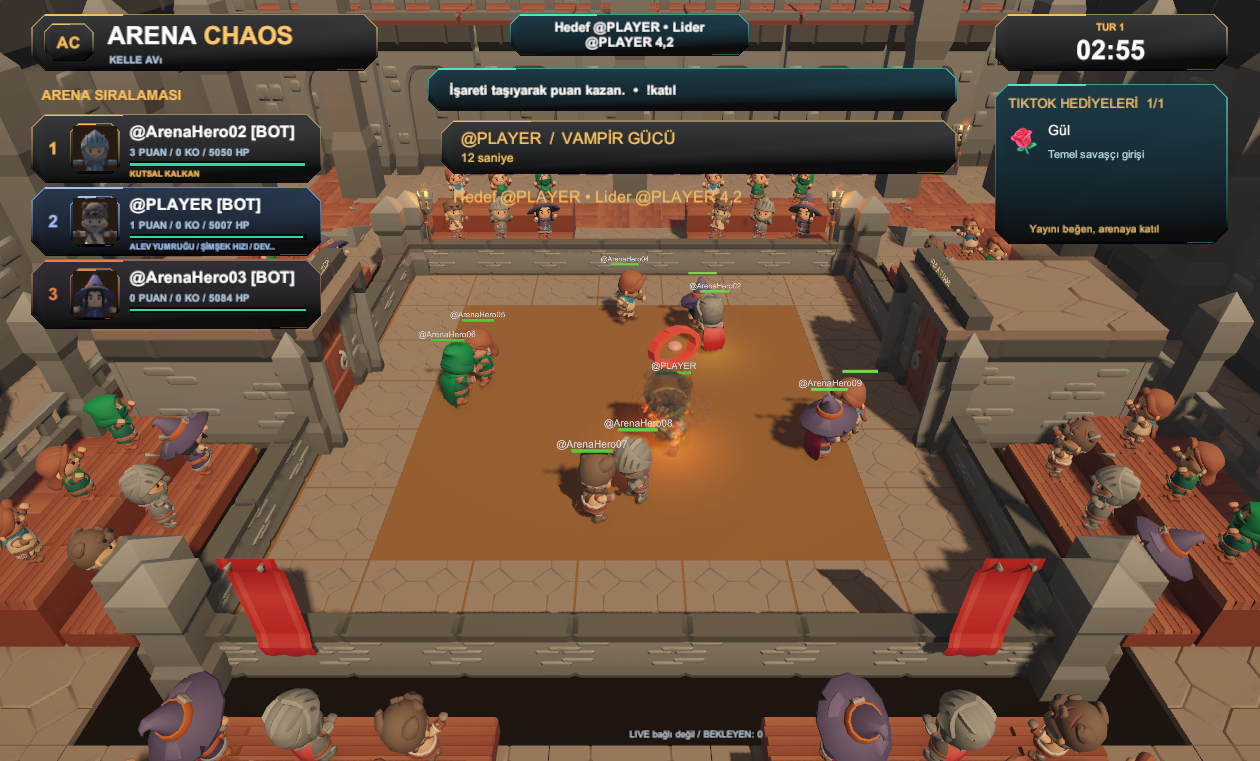 AC
ARENA CHAOS
KELLE AVı
ARENA SIRALAMASI
1
@ArenaHero02 [BOT]
3 PUAN / 0 KO / 5050 HP
KUTSAL KALKAN
2
@PLAYER [BOT]
1 PUAN / 0 KO / 5007 HP
ALEV YUMRUĞU / ŞİMŞEK HIZI / DEV...
3
@ArenaHero03 [BOT]
0 PUAN / 0 KO / 5084 HP
Hedef @PLAYER • Lider
@PLAYER 4,2
İşareti taşıyarak puan kazan. • !katıl
@PLAYER / VAMPİR GÜCÜ
12 saniye
Hedef @PLAYER • Lider @PLAYER 4,2
TUR 1
02:55
TIKTOK HEDİYELERİ 1/1
Gül
Temel savaşçı girişi
Yayını beğen, arenaya katıl
@ArenaHero04
@ArenaHero02
@ArenaHero05
@ArenaHero06
@PLAYER
@ArenaHero09
@ArenaHero08
@ArenaHero07
LIVE bağlı değil / BEKLEYEN: 0